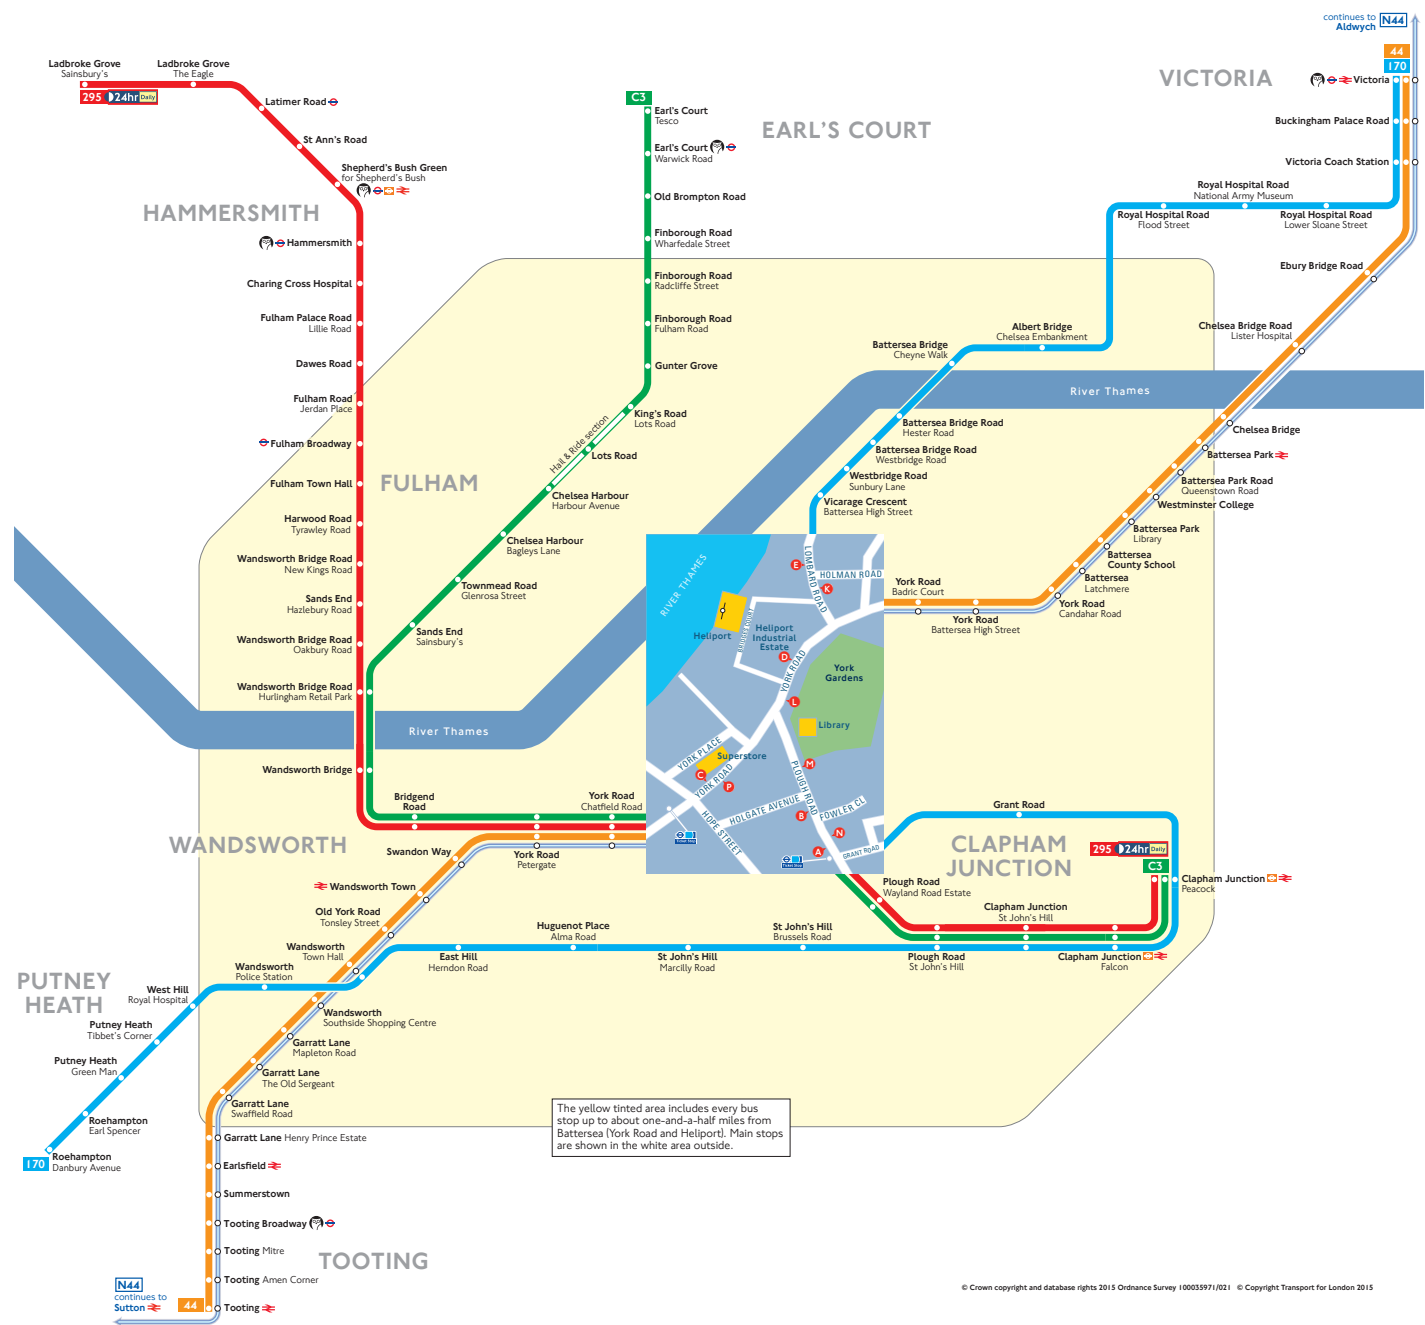 continues to
Aldwych
N44
44
170
VICTORIA
Victoria
Buckingham Palace Road
Victoria Coach Station
Royal Hospital Road
National Army Museum
Royal Hospital Road
Flood Street
Royal Hospital Road
Lower Sloane Street
Ebury Bridge Road
Chelsea Bridge Road
Lister Hospital
Albert Bridge
Chelsea Embankment
Battersea Bridge
Cheyne Walk
River Thames
Battersea Bridge Road
Hester Road
Battersea Bridge Road
Westbridge Road
Westbridge Road
Sunbury Lane
Vicarage Crescent
Battersea High Street
Chelsea Bridge
Battersea Park
Battersea Park Road
Queenstown Road
Westminster College
Battersea Park
Library
Battersea
County School
Battersea
Latchmere
York Road
Candahar Road
York Road
Badric Court
York Road
Battersea High Street
Ladbroke Grove
Sainsbury's
Ladbroke Grove
The Eagle
295
24hr
Daily
Latimer Road
St Ann's Road
Shepherd's Bush Green
for Shepherd's Bush
HAMMERSMITH
Hammersmith
Charing Cross Hospital
Fulham Palace Road
Lillie Road
Dawes Road
Fulham Road
Jerdan Place
Fulham Broadway
Fulham Town Hall
FULHAM
Harwood Road
Tyrawley Road
Wandsworth Bridge Road
New Kings Road
Sands End
Hazlebury Road
Wandsworth Bridge Road
Oakbury Road
Wandsworth Bridge Road
Hurlingham Retail Park
River Thames
Wandsworth Bridge
C3
Earl's Court
Tesco
EARL'S COURT
Earl's Court
Warwick Road
Old Brompton Road
Finborough Road
Wharfedale Street
Finborough Road
Radcliffe Street
Finborough Road
Fulham Road
Gunter Grove
King's Road
Lots Road
Hail & Ride section
Lots Road
Chelsea Harbour
Harbour Avenue
Chelsea Harbour
Bagleys Lane
Townmead Road
Glenrosa Street
Sands End
Sainsbury's
Bridgend
Road
York Road
Chatfield Road
York Road
Petergate
RIVER THAMES
LOMBARD ROAD
HOLMAN ROAD
E
K
Heliport
BRIDGES COURT
Heliport
Industrial
Estate
D
YORK ROAD
York
Gardens
L
Library
YORK PLACE
Superstore
C
YORK ROAD
P
M
PLOUGH ROAD
HOLGATE AVENUE
B
FOWLER CL
N
HOPE STREET
A
GRANT ROAD
Ticket Stop
Ticket Stop
WANDSWORTH
Swandon Way
Wandsworth Town
Old York Road
Tonsley Street
Wandsworth
Town Hall
Wandsworth
Police Station
West Hill
Royal Hospital
PUTNEY
HEATH
Putney Heath
Tibbet's Corner
Putney Heath
Green Man
Roehampton
Earl Spencer
Roehampton
Danbury Avenue
170
East Hill
Herndon Road
Huguenot Place
Alma Road
St John's Hill
Marcilly Road
St John's Hill
Brussels Road
Plough Road
St John's Hill
Clapham Junction
Falcon
Grant Road
CLAPHAM
JUNCTION
295
24hr
Daily
C3
Clapham Junction
Peacock
Plough Road
Wayland Road Estate
Clapham Junction
St John's Hill
Wandsworth
Southside Shopping Centre
Garratt Lane
Mapleton Road
Garratt Lane
The Old Sergeant
Garratt Lane
Swaffield Road
Garratt Lane Henry Prince Estate
Earlsfield
Summerstown
Tooting Broadway
Tooting Mitre
TOOTING
Tooting Amen Corner
Tooting
44
N44
continues to
Sutton
The yellow tinted area includes every bus
stop up to about one-and-a-half miles from
Battersea (York Road and Heliport). Main stops
are shown in the white area outside.
© Crown copyright and database rights 2015 Ordnance Survey 100035971/021 © Copyright Transport for London 2015